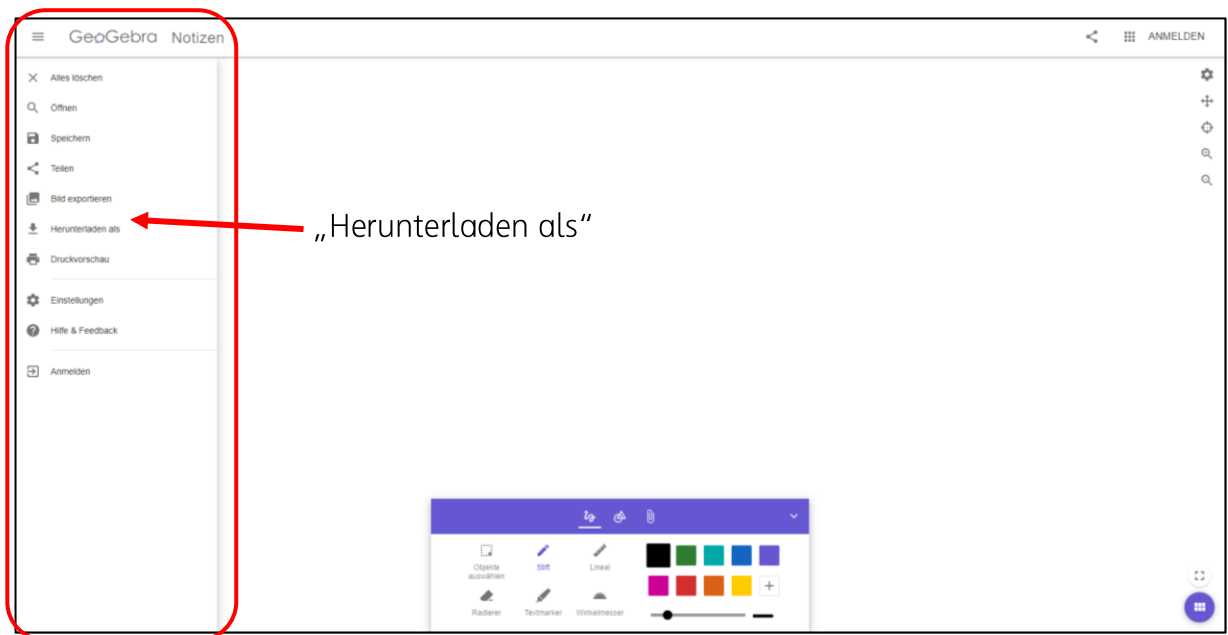 GeoGebra Notizen
ANMELDEN
Alles löschen
Öffnen
Speichern
Teilen
Bild exportieren
Herunterladen als
Druckvorschau
Einstellungen
Hilfe & Feedback
Anmelden
„Herunterladen als“
Objekte auswählen
Stift
Lineal
Radierer
Textmarker
Winkelmesser